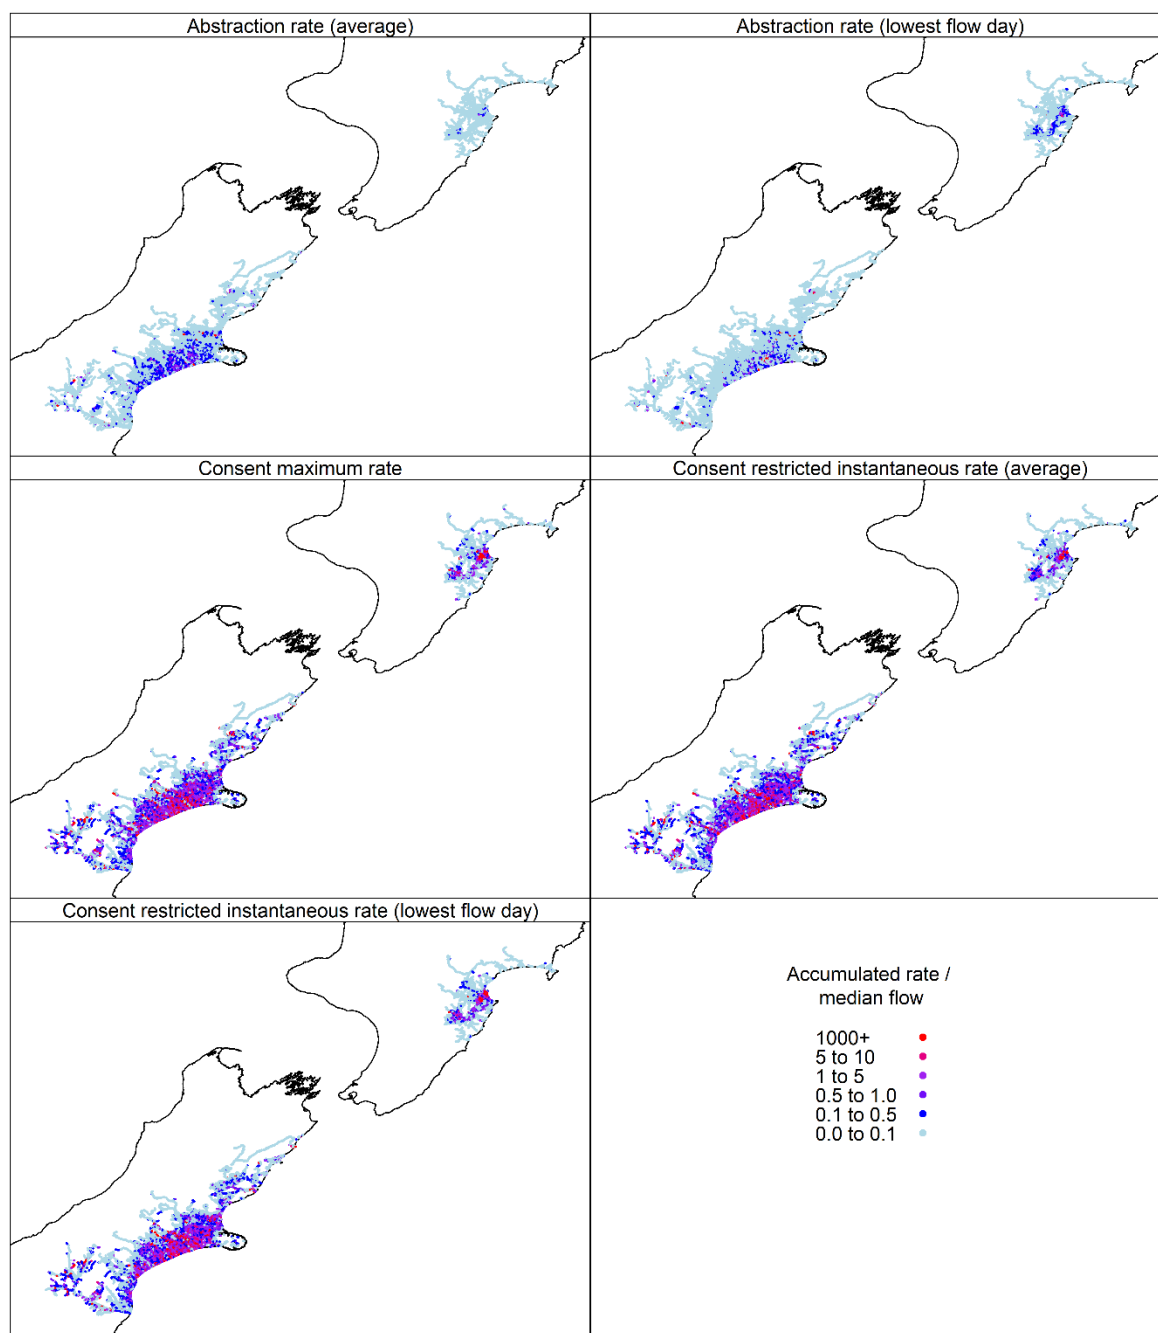 Abstraction rate (average)
Abstraction rate (lowest flow day)
Consent maximum rate
Consent restricted instantaneous rate (average)
Consent restricted instantaneous rate (lowest flow day)
Accumulated rate /
median flow
1000+
5 to 10
1 to 5
0.5 to 1.0
0.1 to 0.5
0.0 to 0.1